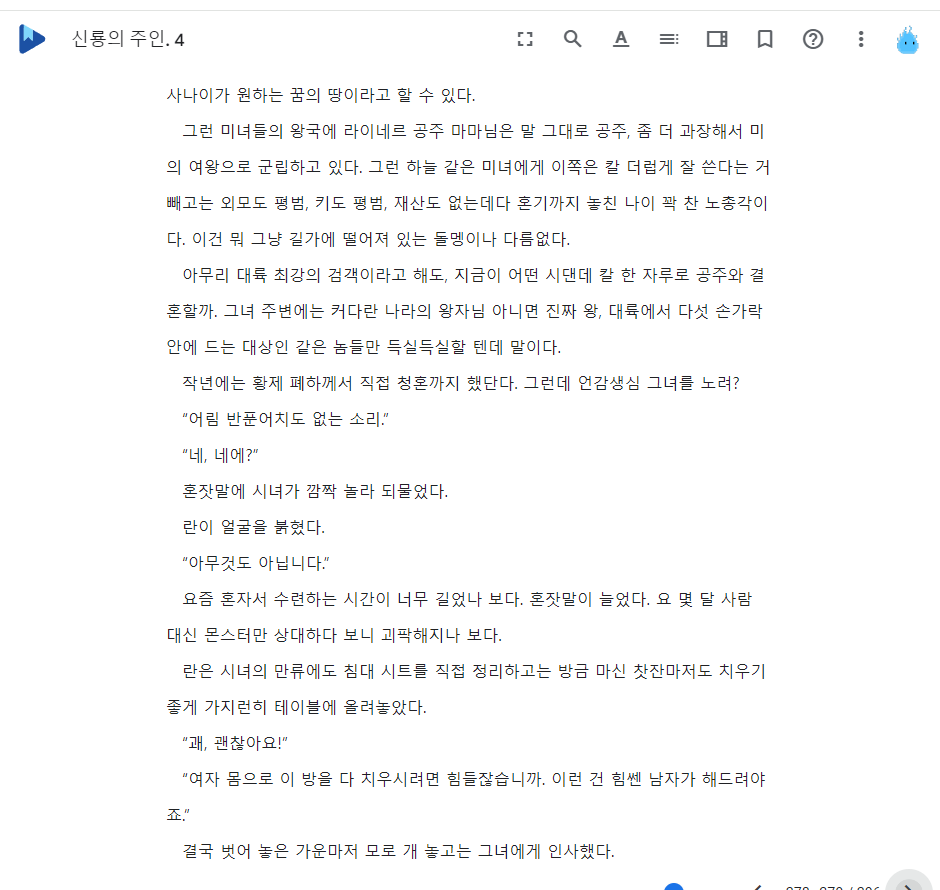 신룡의 주인. 4
사나이가 원하는 꿈의 땅이라고 할 수 있다.
그런 미녀들의 왕국에 라이네르 공주 마마님은 말 그대로 공주, 좀 더 과장해서 미
의 여왕으로 군림하고 있다. 그런 하늘 같은 미녀에게 이쪽은 칼 더럽게 잘 쓴다는 거
빼고는 외모도 평범, 키도 평범, 재산도 없는데다 혼기까지 놓친 나이 꽉 찬 노총각이
다. 이건 뭐 그냥 길가에 떨어져 있는 돌멩이나 다름없다.
아무리 대륙 최강의 검객이라고 해도, 지금이 어떤 시댄데 칼 한 자루로 공주와 결
혼할까. 그녀 주변에는 커다란 나라의 왕자님 아니면 진짜 왕, 대륙에서 다섯 손가락
안에 드는 대상인 같은 놈들만 득실득실할 텐데 말이다.
작년에는 황제 폐하께서 직접 청혼까지 했단다. 그런데 언감생심 그녀를 노려?
“어림 반푼어치도 없는 소리.”
“네, 네에?”
혼잣말에 시녀가 깜짝 놀라 되물었다.
란이 얼굴을 붉혔다.
“아무것도 아닙니다.”
요즘 혼자서 수련하는 시간이 너무 길었나 보다. 혼잣말이 늘었다. 요 몇 달 사람
대신 몬스터만 상대하다 보니 괴팍해지나 보다.
란은 시녀의 만류에도 침대 시트를 직접 정리하고는 방금 마신 찻잔마저도 치우기
좋게 가지런히 테이블에 올려놓았다.
“괘, 괜찮아요!”
“여자 몸으로 이 방을 다 치우시려면 힘들잖습니까. 이런 건 힘쎈 남자가 해드려야
죠.”
결국 벗어 놓은 가운마저 모로 개 놓고는 그녀에게 인사했다.